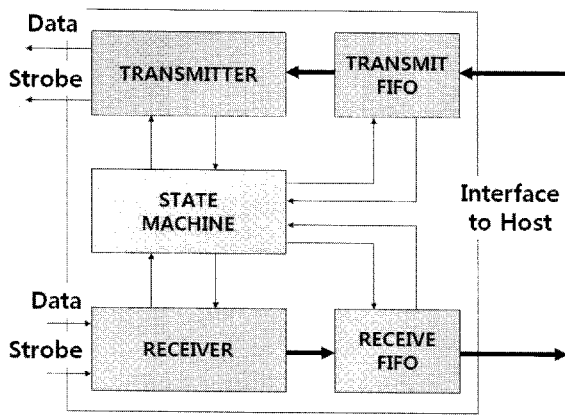 Data
Strobe
TRANSMITTER
TRANSMIT
FIFO
STATE
MACHINE
Interface
to Host
Data
Strobe
RECEIVER
RECEIVE
FIFO